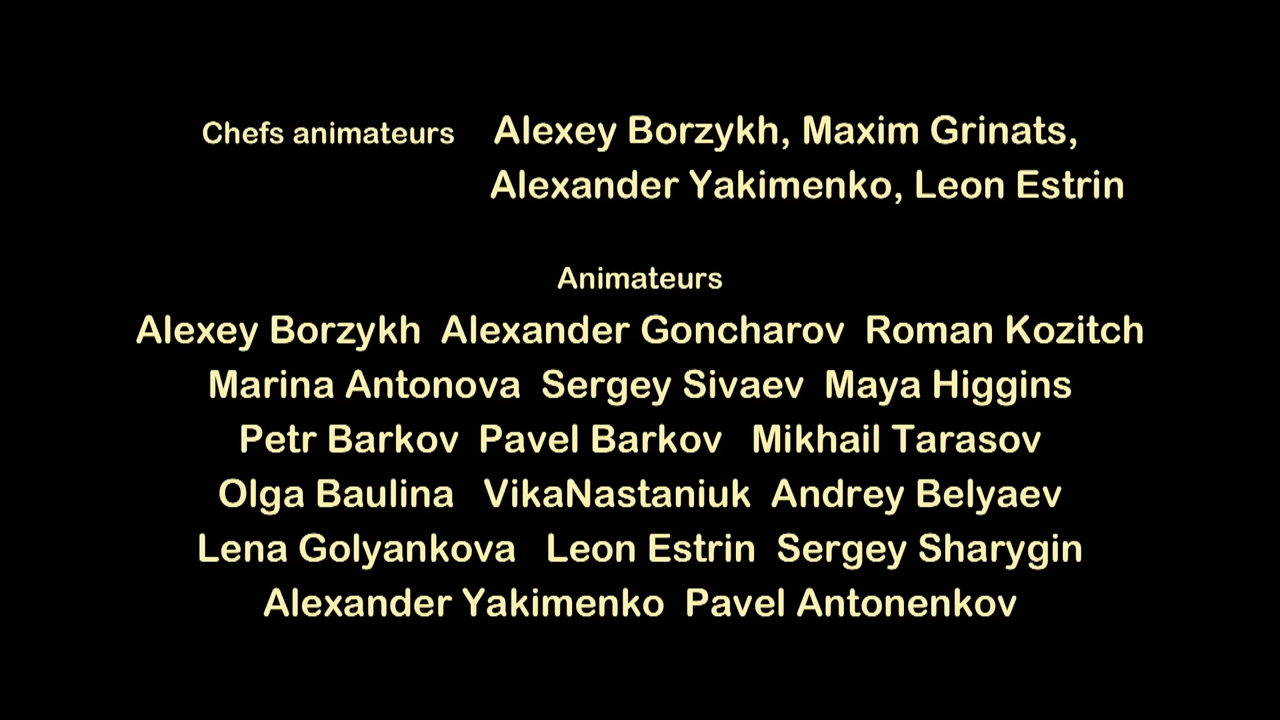 Chefs animateurs Alexey Borzykh, Maxim Grinats,
Alexander Yakimenko, Leon Estrin
Animateurs
Alexey Borzykh Alexander Goncharov Roman Kozitch
Marina Antonova Sergey Sivaev Maya Higgins
Petr Barkov Pavel Barkov Mikhail Tarasov
Olga Baulina VikaNastaniuk Andrey Belyaev
Lena Golyankova Leon Estrin Sergey Sharygin
Alexander Yakimenko Pavel Antonenkov